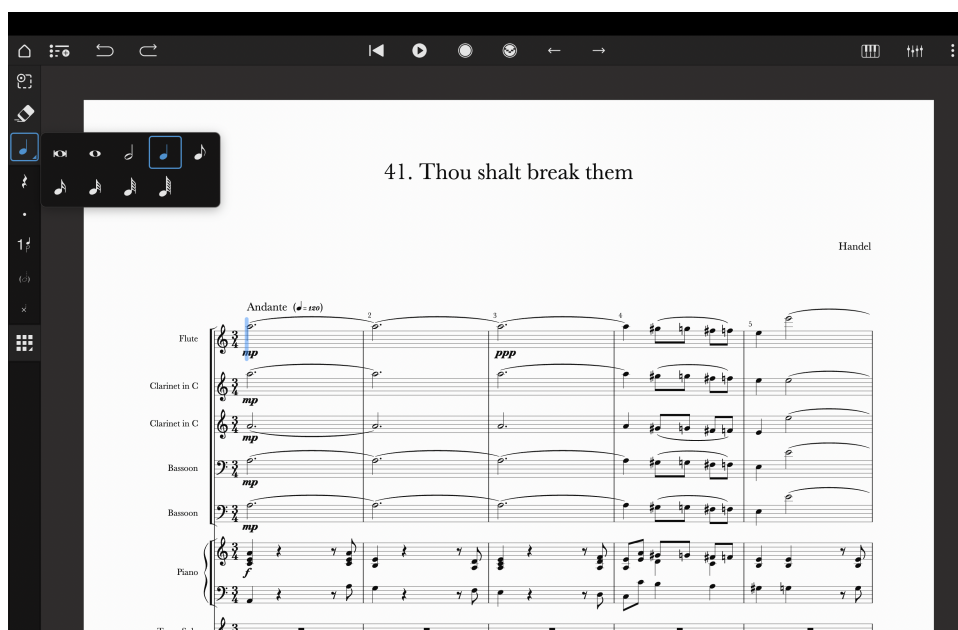 41. Thou shalt break them
Handel
Andante (♩=120)
2 3 4 5
Flute
mp ppp
Clarinet in C
mp
Clarinet in C
mp
Bassoon
mp
Bassoon
mp
Piano
f